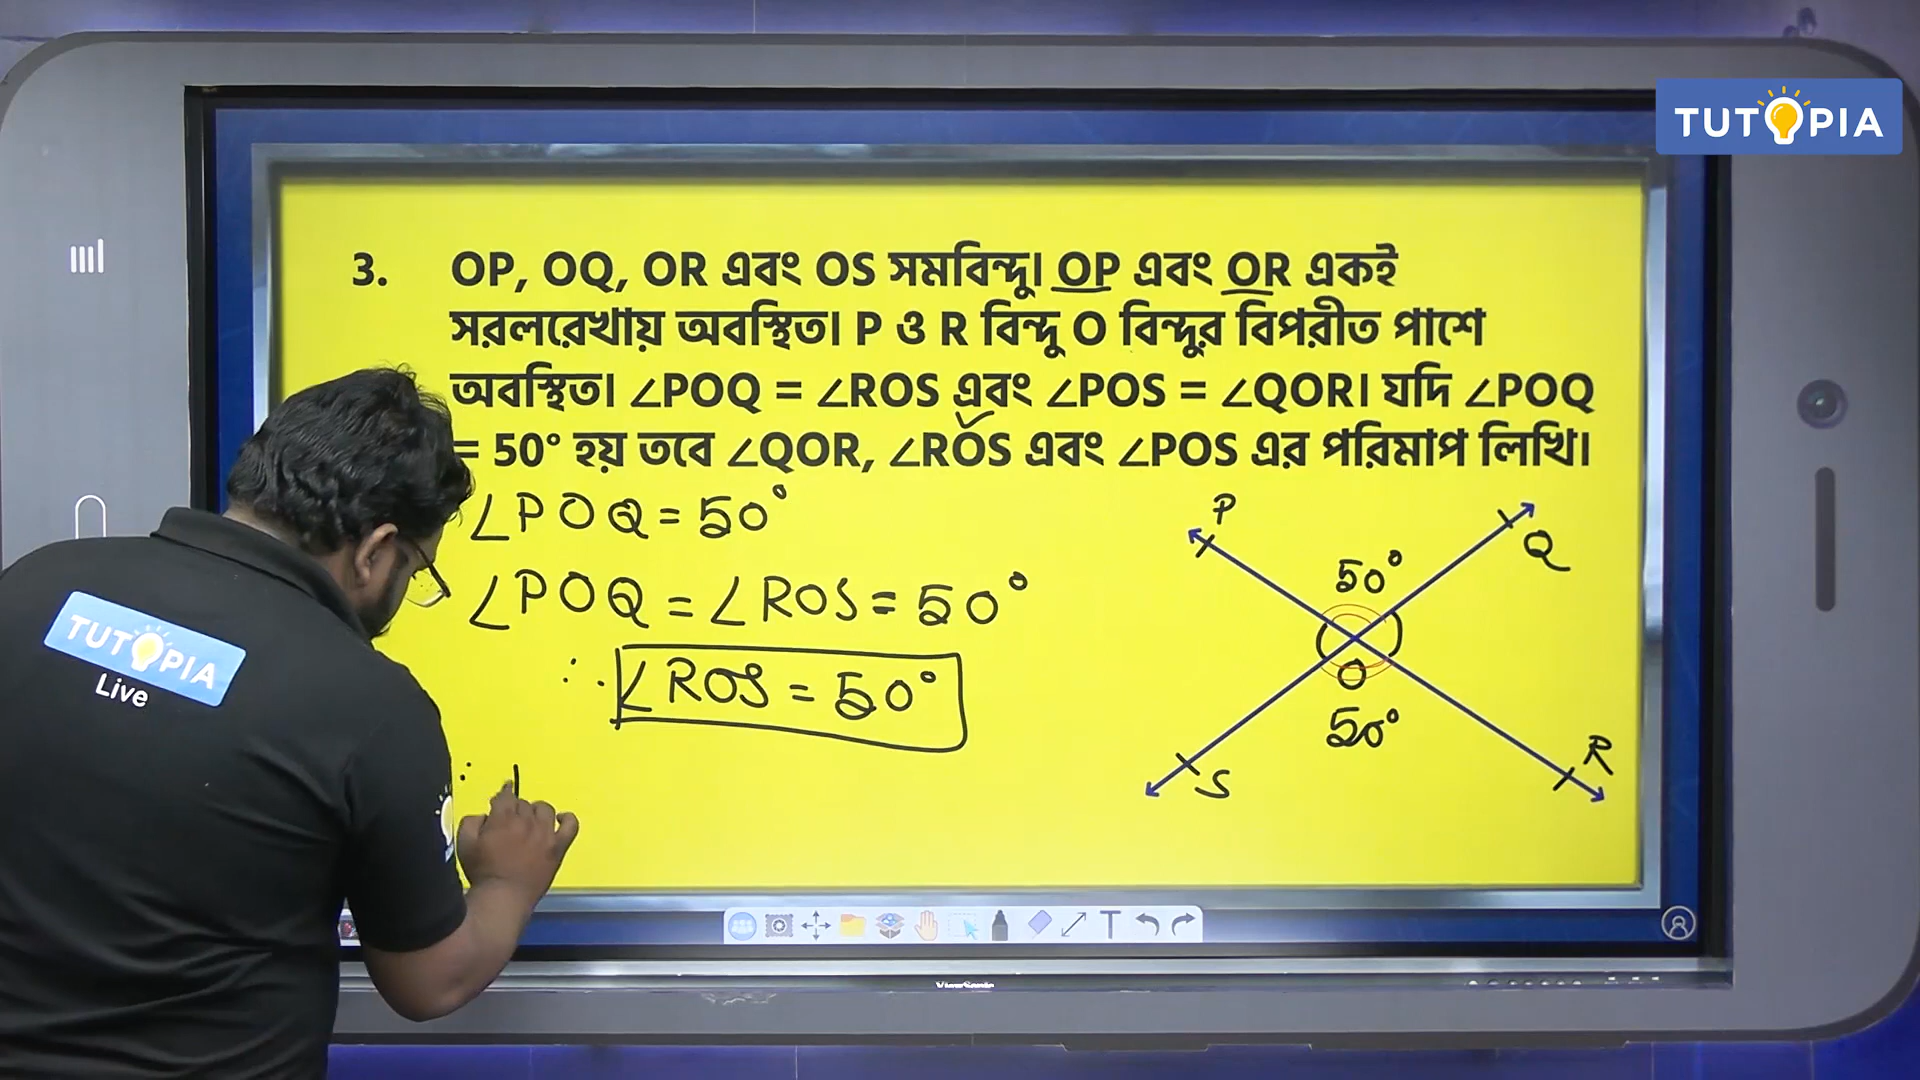 TUTOPIA
3. OP, OQ, OR এবং OS সমবিন্দু। OP এবং OR একই
সরলরেখায় অবস্থিত। P ও R বিন্দু O বিন্দুর বিপরীত পাশে
অবস্থিত। ∠POQ = ∠ROS এবং ∠POS = ∠QOR। যদি ∠POQ
= 50° হয় তবে ∠QOR, ∠ROS এবং ∠POS এর পরিমাপ লিখি।
∠POQ = 50°
∠POQ = ∠ROS = 50°
∴ ∠ROS = 50°
P
Q
50°
O
50°
S
R
TUTOPIA
Live
ViewSonic